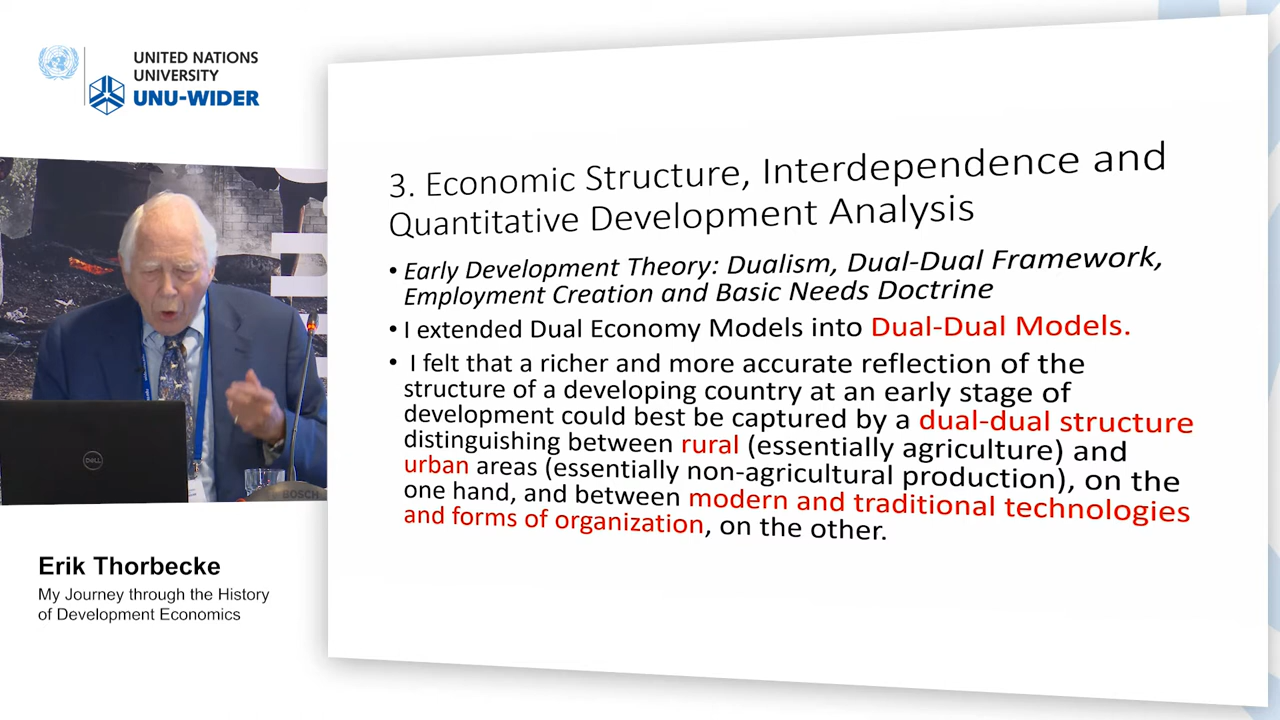 UNITED NATIONS
UNIVERSITY
UNU-WIDER
3. Economic Structure, Interdependence and
Quantitative Development Analysis
• Early Development Theory: Dualism, Dual-Dual Framework,
Employment Creation and Basic Needs Doctrine
• I extended Dual Economy Models into Dual-Dual Models.
• I felt that a richer and more accurate reflection of the
structure of a developing country at an early stage of
development could best be captured by a dual-dual structure
distinguishing between rural (essentially agriculture) and
urban areas (essentially non-agricultural production), on the
one hand, and between modern and traditional technologies
and forms of organization, on the other.
DELL
BOSCH
Erik Thorbecke
My Journey through the History
of Development Economics